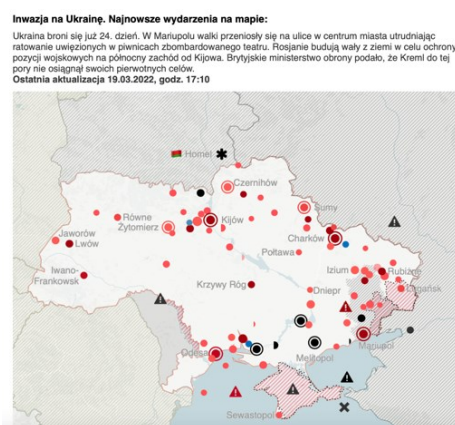 Inwazja na Ukrainę. Najnowsze wydarzenia na mapie:
Ukraina broni się już 24. dzień. W Mariupolu walki przeniosły się na ulice w centrum miasta utrudniając
ratowanie uwięzionych w piwnicach zbombardowanego teatru. Rosjanie budują wały z ziemi w celu ochrony
pozycji wojskowych na północny zachód od Kijowa. Brytyjskie ministerstwo obrony podało, że Kreml do tej
pory nie osiągnął swoich pierwotnych celów.
Ostatnia aktualizacja 19.03.2022, godz. 17:10
Homel
Czernihów
Sumy
Równe
Żytomierz
Kijów
Jaworów
Lwów
Charków
Połtawa
Iwano-
Frankowsk
Izium
Rubiżne
Ługańsk
Krzywy Róg
Dniepr
Mariupol
Odessa
Melitopol
Sewastopol